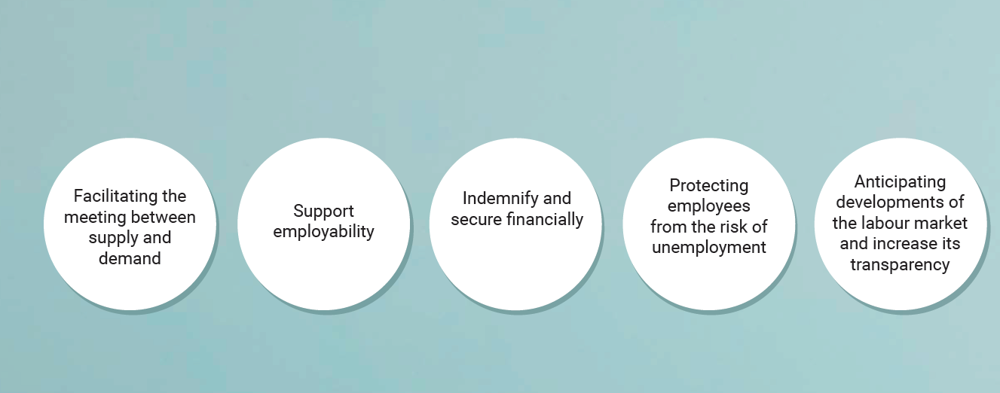 Facilitating the
meeting between
supply and
demand
Support
employability
Indemnify and
secure financially
Protecting
employees
from the risk of
unemployment
Anticipating
developments of
the labour market
and increase its
transparency